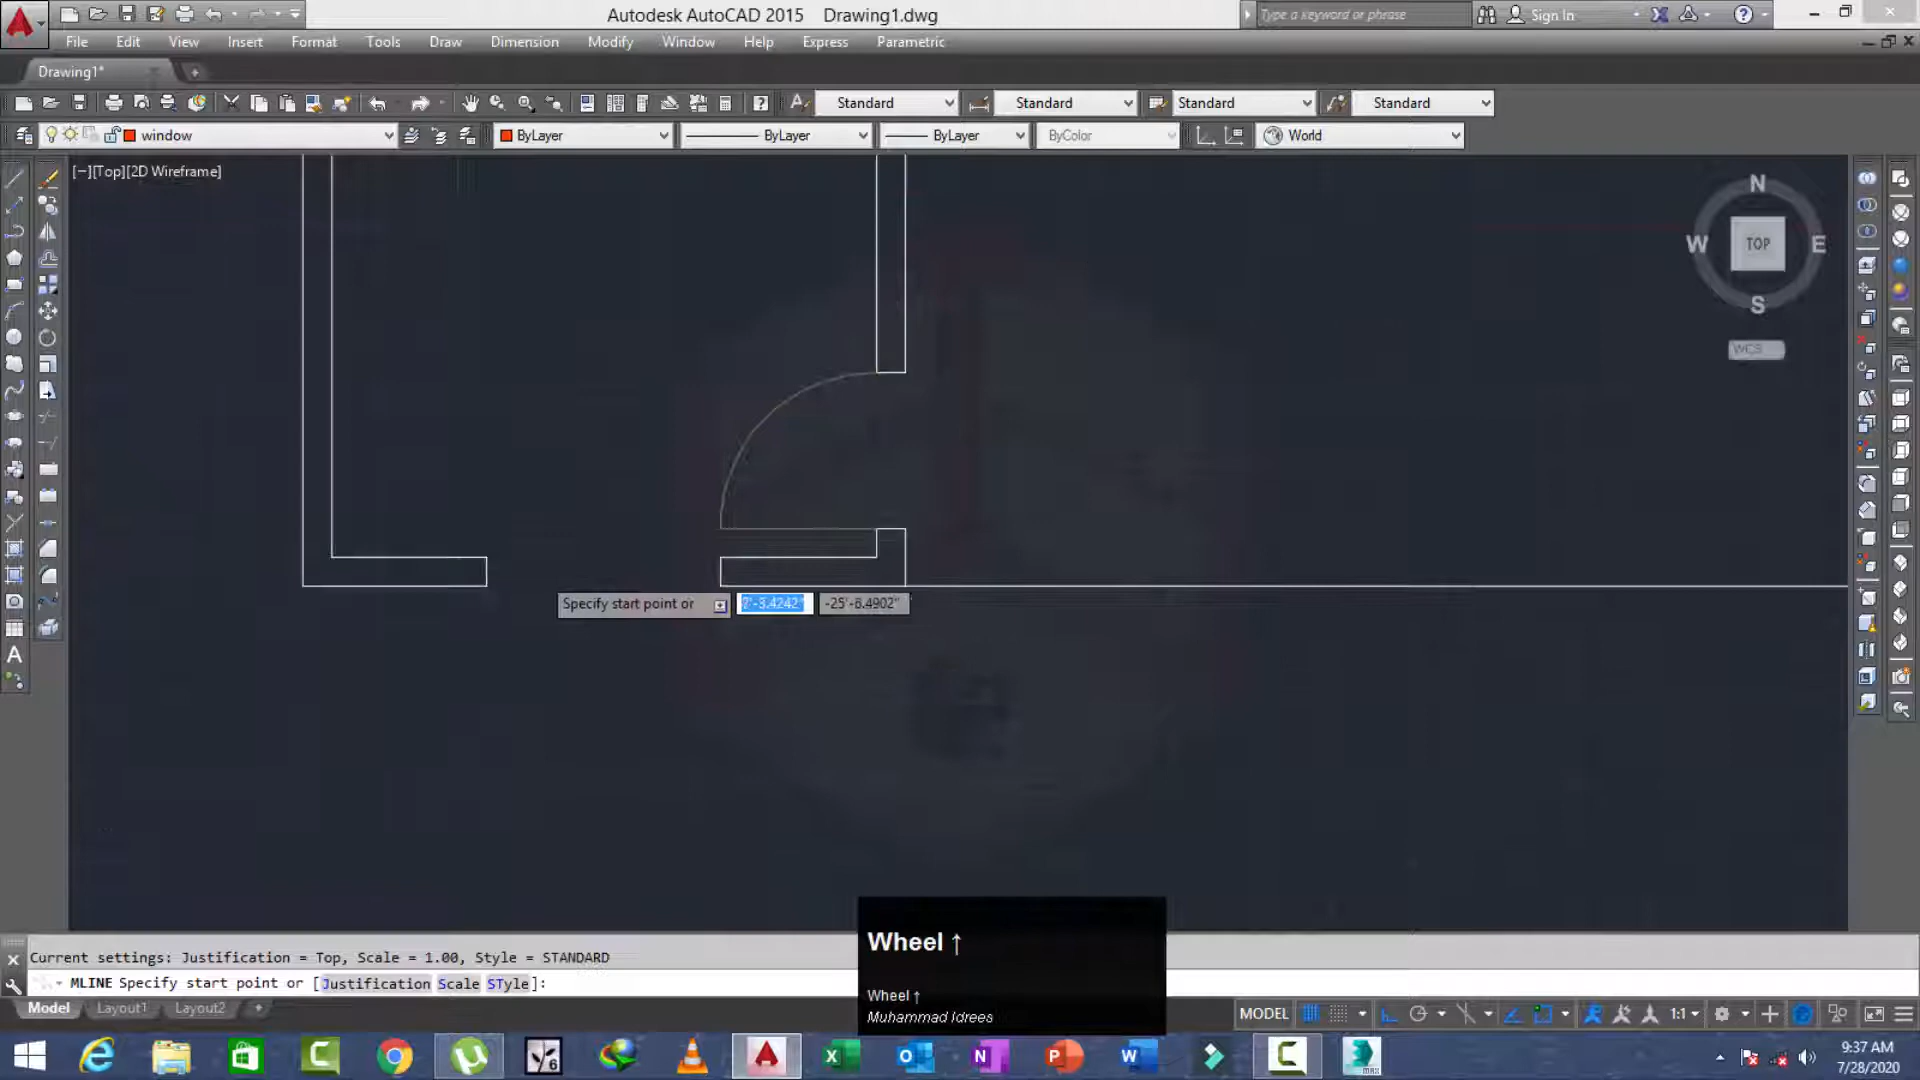 Autodesk AutoCAD 2015 Drawing1.dwg
Type a keyword or phrase
Sign In
File Edit View Insert Format Tools Draw Dimension Modify Window Help Express Parametric
Drawing1*
Standard Standard Standard Standard
window ByLayer ByLayer ByLayer ByColor World
[−][Top][2D Wireframe]
N
W TOP E
S
WCS
Specify start point or 7'-3.4242" -25'-8.4902"
A
Wheel ↑
Wheel ↑
Muhammad Idrees
Current settings: Justification = Top, Scale = 1.00, Style = STANDARD
MLINE Specify start point or [Justification Scale STyle]:
Model Layout1 Layout2 +
MODEL 1:1
9:37 AM
7/28/2020